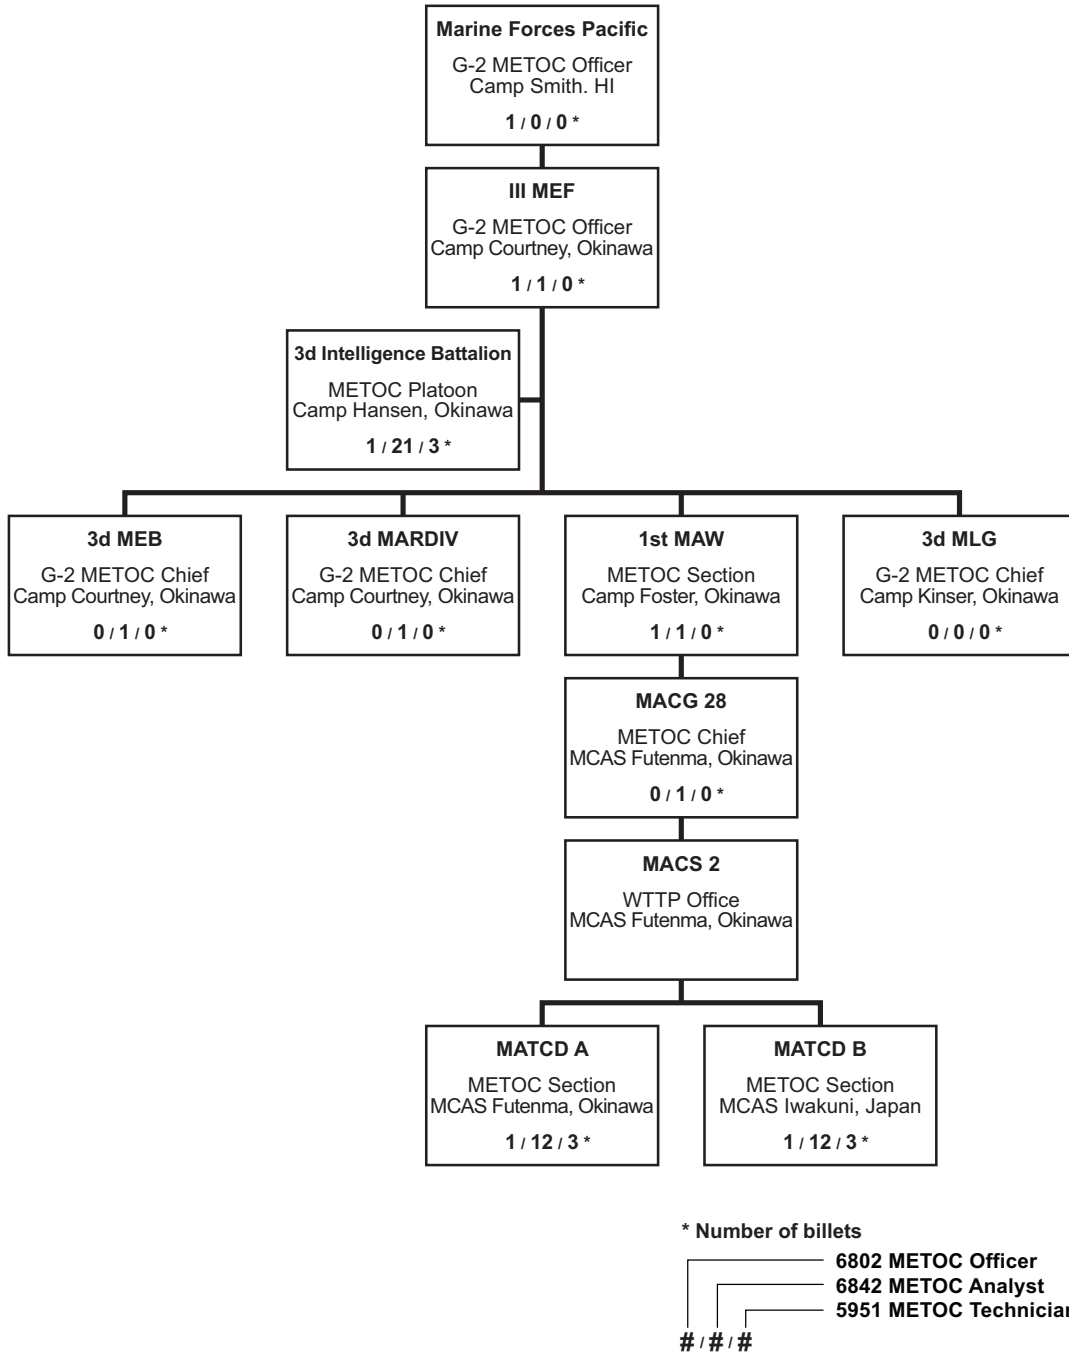 Marine Forces Pacific
G-2 METOC Officer
Camp Smith. HI
1 / 0 / 0 *
III MEF
G-2 METOC Officer
Camp Courtney, Okinawa
1 / 1 / 0 *
3d Intelligence Battalion
METOC Platoon
Camp Hansen, Okinawa
1 / 21 / 3 *
3d MEB
G-2 METOC Chief
Camp Courtney, Okinawa
0 / 1 / 0 *
3d MARDIV
G-2 METOC Chief
Camp Courtney, Okinawa
0 / 1 / 0 *
1st MAW
METOC Section
Camp Foster, Okinawa
1 / 1 / 0 *
3d MLG
G-2 METOC Chief
Camp Kinser, Okinawa
0 / 0 / 0 *
MACG 28
METOC Chief
MCAS Futenma, Okinawa
0 / 1 / 0 *
MACS 2
WTTP Office
MCAS Futenma, Okinawa
MATCD A
METOC Section
MCAS Futenma, Okinawa
1 / 12 / 3 *
MATCD B
METOC Section
MCAS Iwakuni, Japan
1 / 12 / 3 *
* Number of billets
6802 METOC Officer
6842 METOC Analyst
5951 METOC Technician
# / # / #